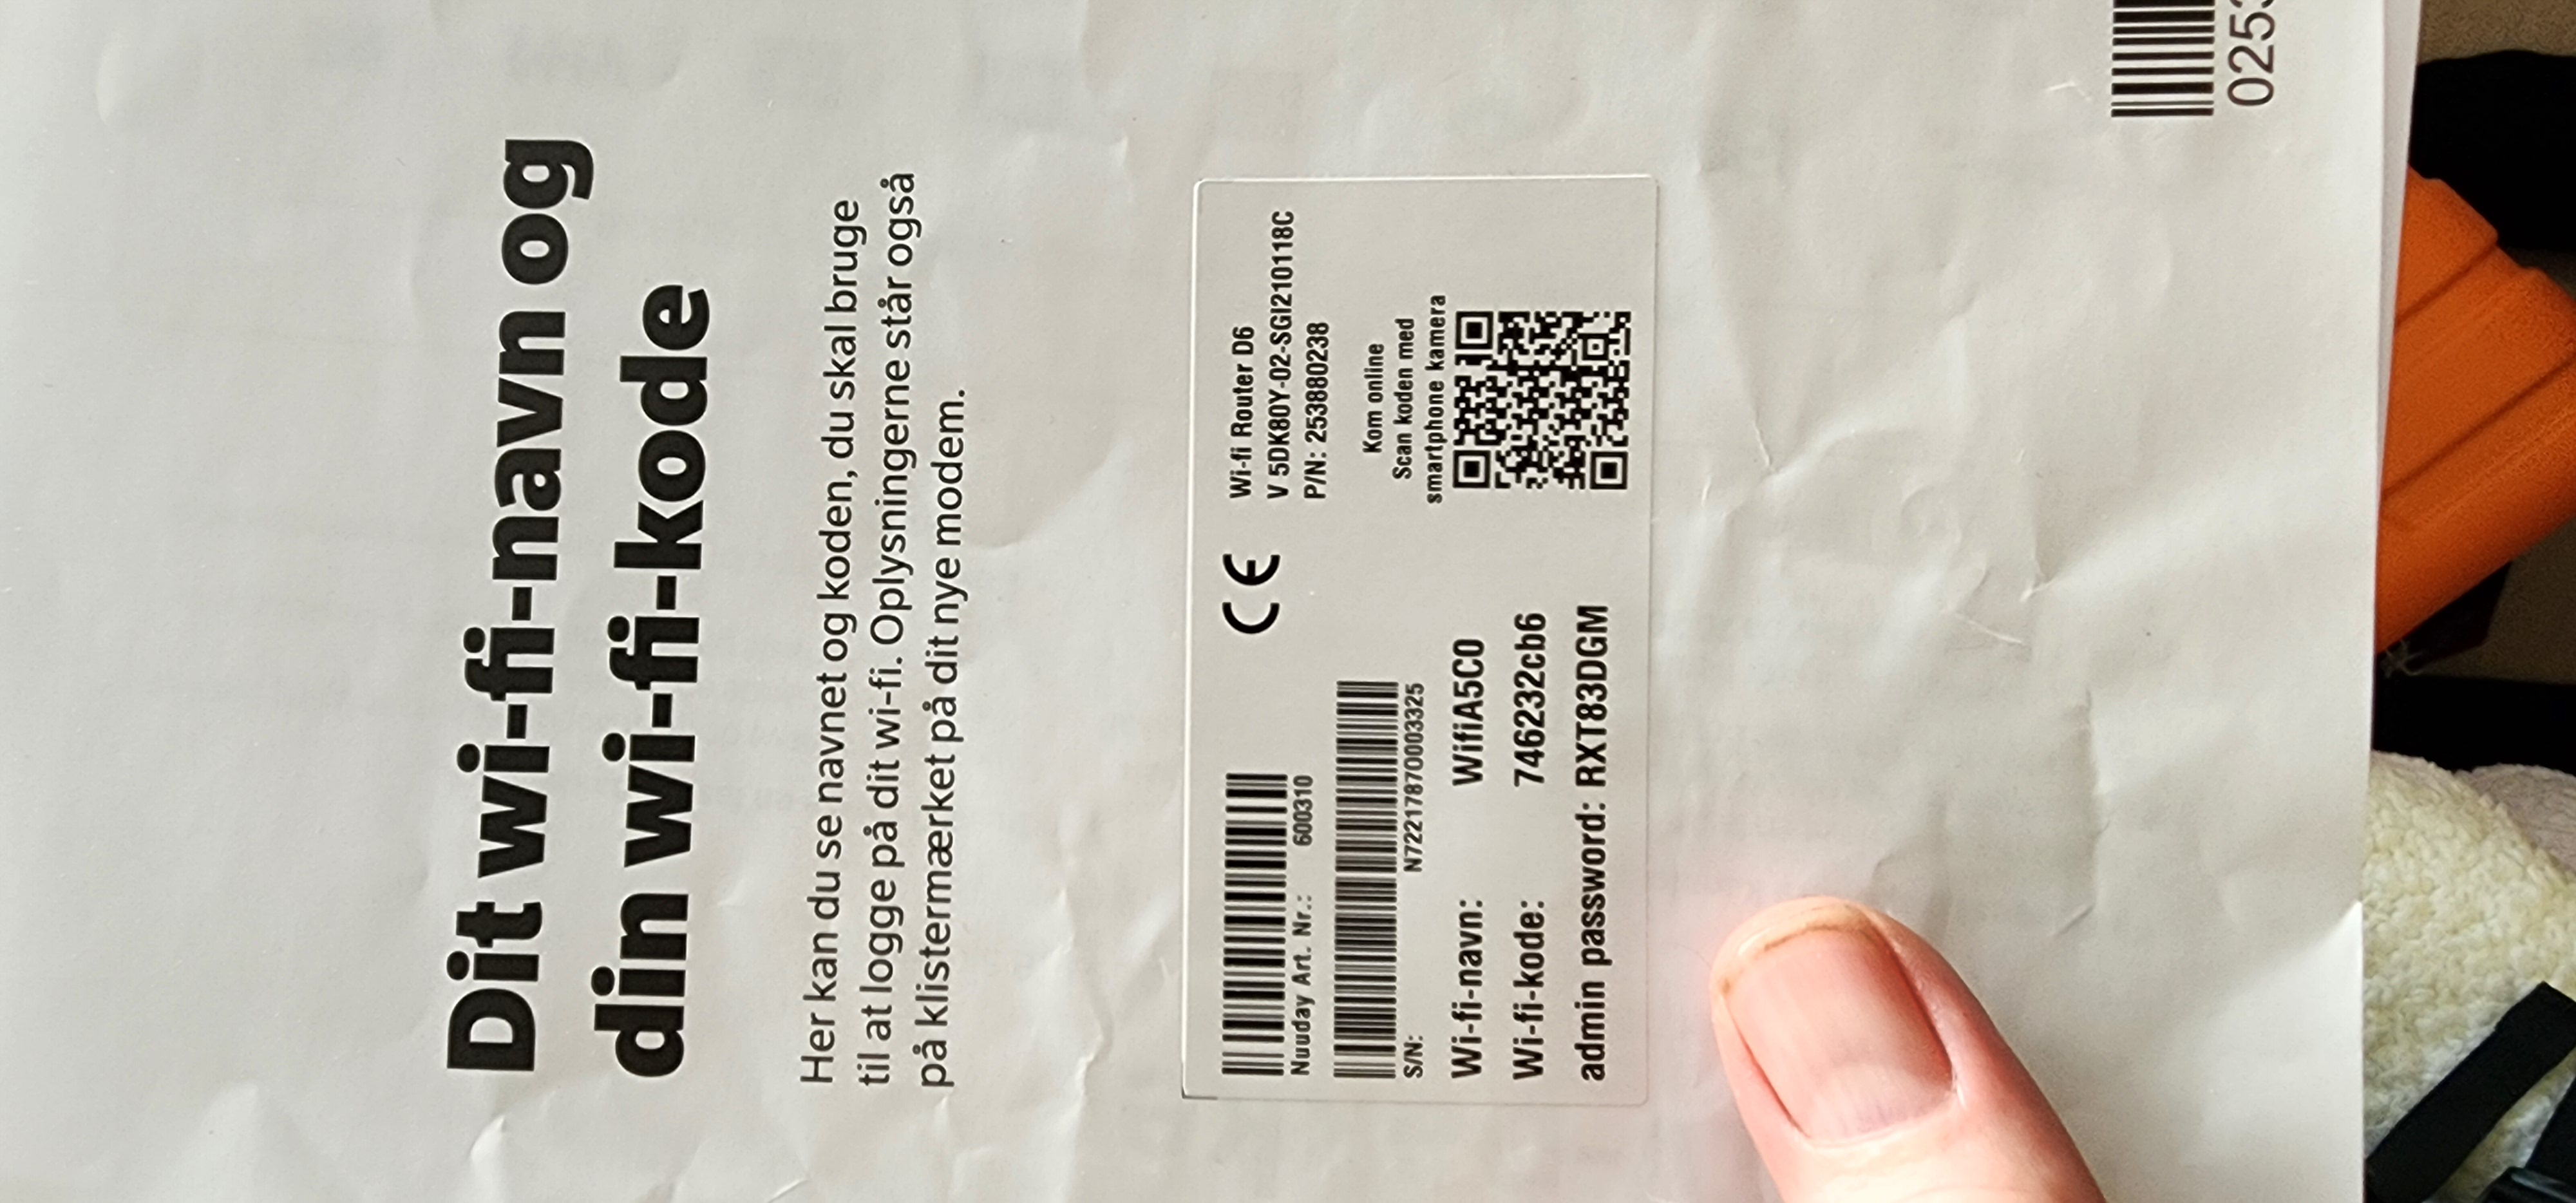 Dit wi-fi-navn og
din wi-fi-kode
Her kan du se navnet og koden, du skal bruge
til at logge på dit wi-fi. Oplysningerne står også
på klistermærket på dit nye modem.
Nuuday Art. Nr.: 600310
S/N: N72217870003325
CE
Wi-fi Router D6
V 5DK80Y-02-SGI2101118C
P/N: 253880238
Kom online
Scan koden med
smartphone kamera
Wi-fi-navn: WifiA5C0
Wi-fi-kode: 746232cb6
admin password: RXT83DGM